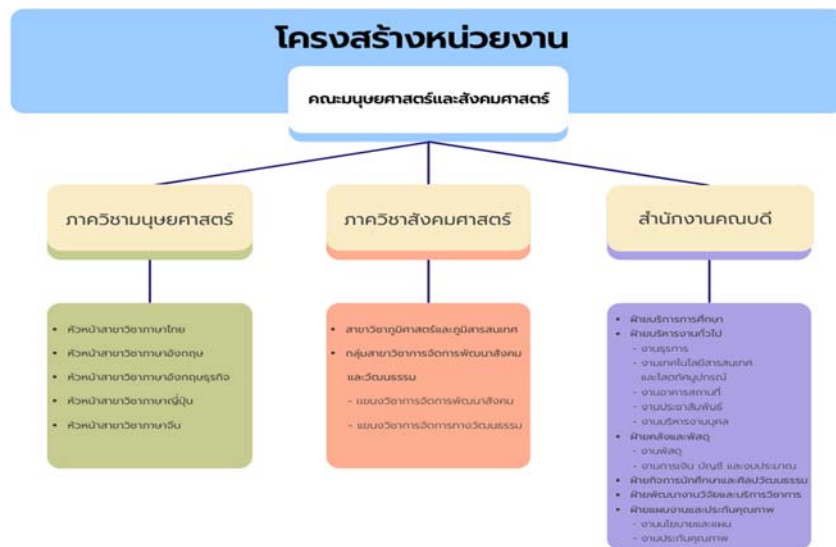 โครงสร้างหน่วยงาน
คณะมนุษยศาสตร์และสังคมศาสตร์
ภาควิชามนุษยศาสตร์
• หัวหน้าสาขาวิชาภาษาไทย
• หัวหน้าสาขาวิชาภาษาอังกฤษ
• หัวหน้าสาขาวิชาภาษาอังกฤษธุรกิจ
• หัวหน้าสาขาวิชาภาษาญี่ปุ่น
• หัวหน้าสาขาวิชาภาษาจีน
ภาควิชาสังคมศาสตร์
• สาขาวิชาภูมิศาสตร์และภูมิสารสนเทศ
• กลุ่มสาขาวิชาการจัดการพัฒนาสังคม
และวัฒนธรรม
- แขนงวิชาการจัดการพัฒนาสังคม
- แขนงวิชาการจัดการทางวัฒนธรรม
สำนักงานคณบดี
• ฝ่ายบริการการศึกษา
• ฝ่ายบริหารงานทั่วไป
- งานธุรการ
- งานเทคโนโลยีสารสนเทศ
และโสตทัศนูปกรณ์
- งานอาคารสถานที่
- งานประชาสัมพันธ์
- งานบริหารงานบุคล
• ฝ่ายคลังและพัสดุ
- งานพัสดุ
- งานการเงิน บัญชี และงบประมาณ
• ฝ่ายกิจการนักศึกษาและศิลปวัฒนธรรม
• ฝ่ายพัฒนางานวิจัยและบริการวิชาการ
• ฝ่ายแผนงานและประกันคุณภาพ
- งานนโยบายและแผน
- งานประกันคุณภาพ